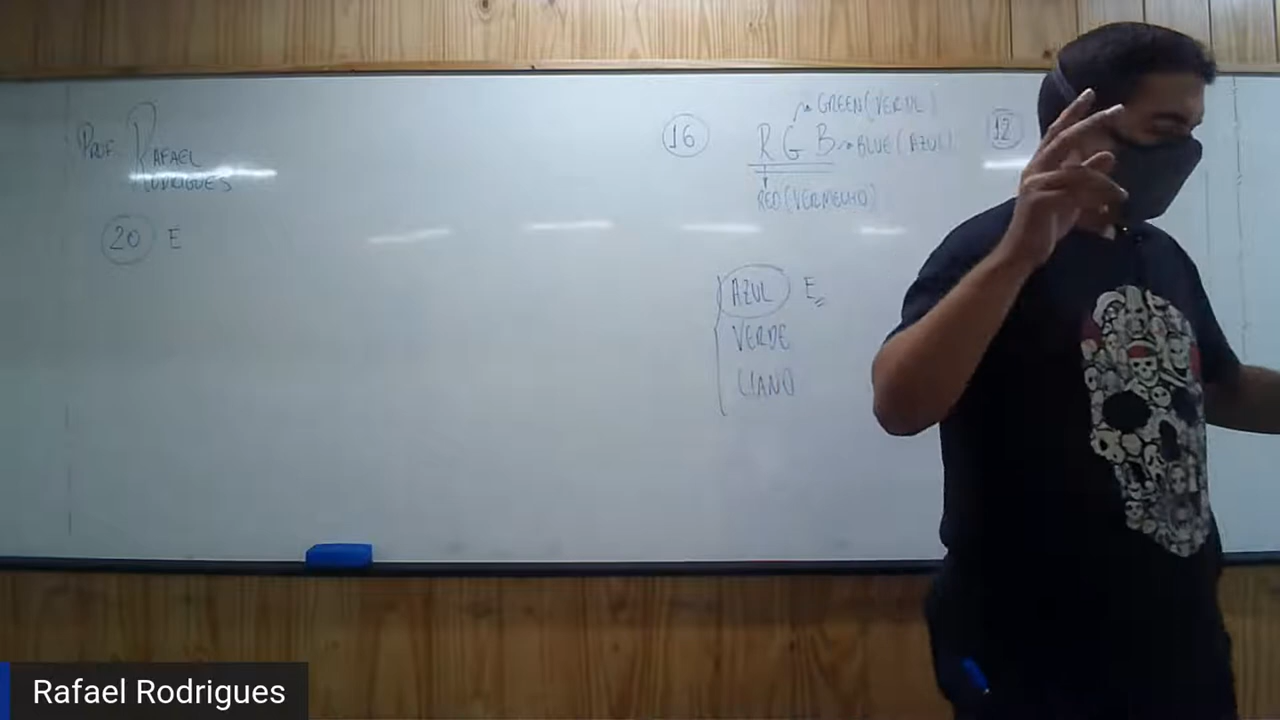 PROF. RAFAEL
RODRIGUES
20 E
16
R G B
GREEN (VERDE)
BLUE (AZUL)
RED (VERMELHO)
12
AZUL E
VERDE
CIANO
Rafael Rodrigues